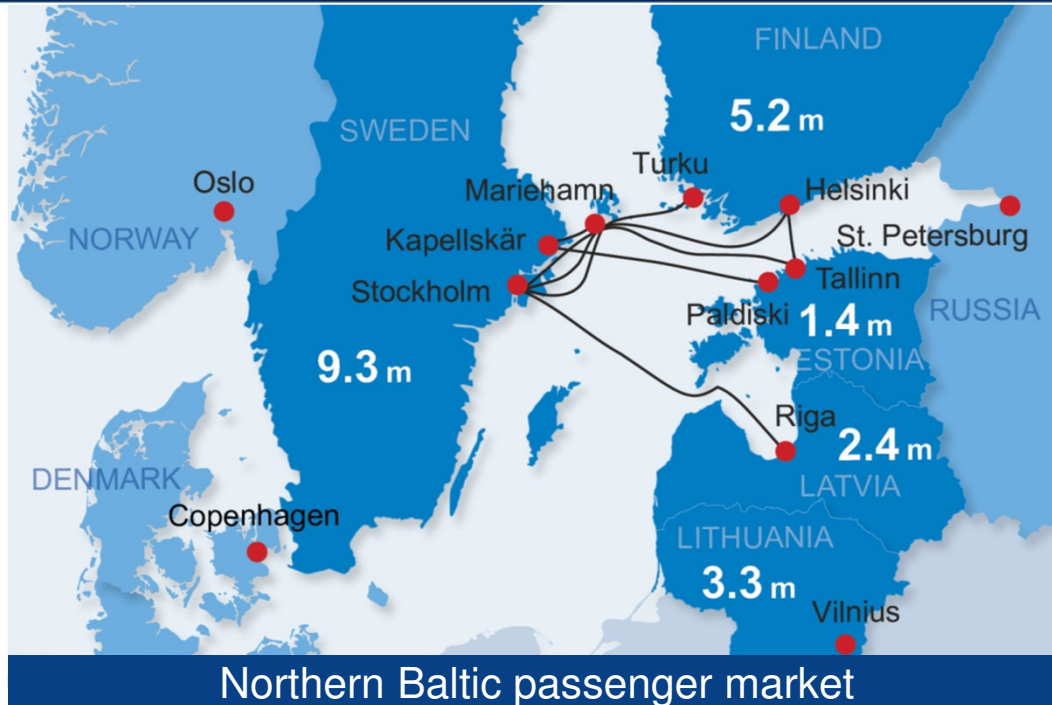 FINLAND
5.2 m
SWEDEN
Turku
Oslo
Mariehamn
Helsinki
NORWAY
Kapellskär
St. Petersburg
Stockholm
Tallinn
Paldiski
1.4 m
RUSSIA
9.3 m
ESTONIA
Riga
2.4 m
DENMARK
LATVIA
Copenhagen
LITHUANIA
3.3 m
Vilnius
Northern Baltic passenger market